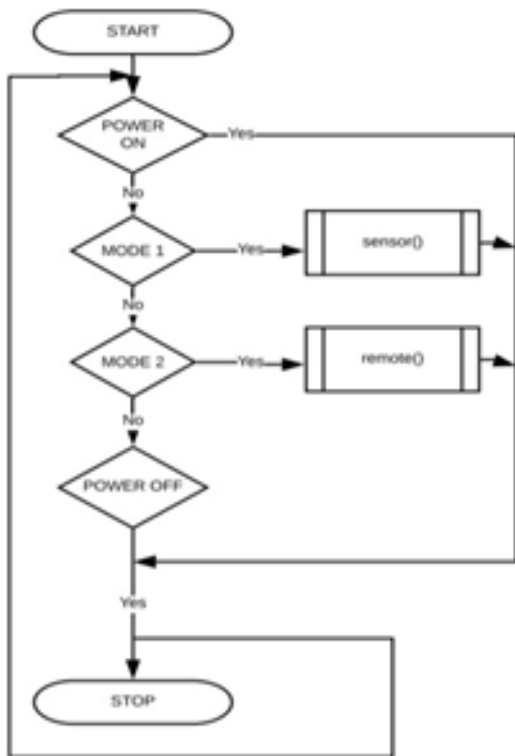 START
POWER
ON
Yes
No
MODE 1
Yes
sensor()
No
MODE 2
Yes
remote()
No
POWER OFF
Yes
STOP